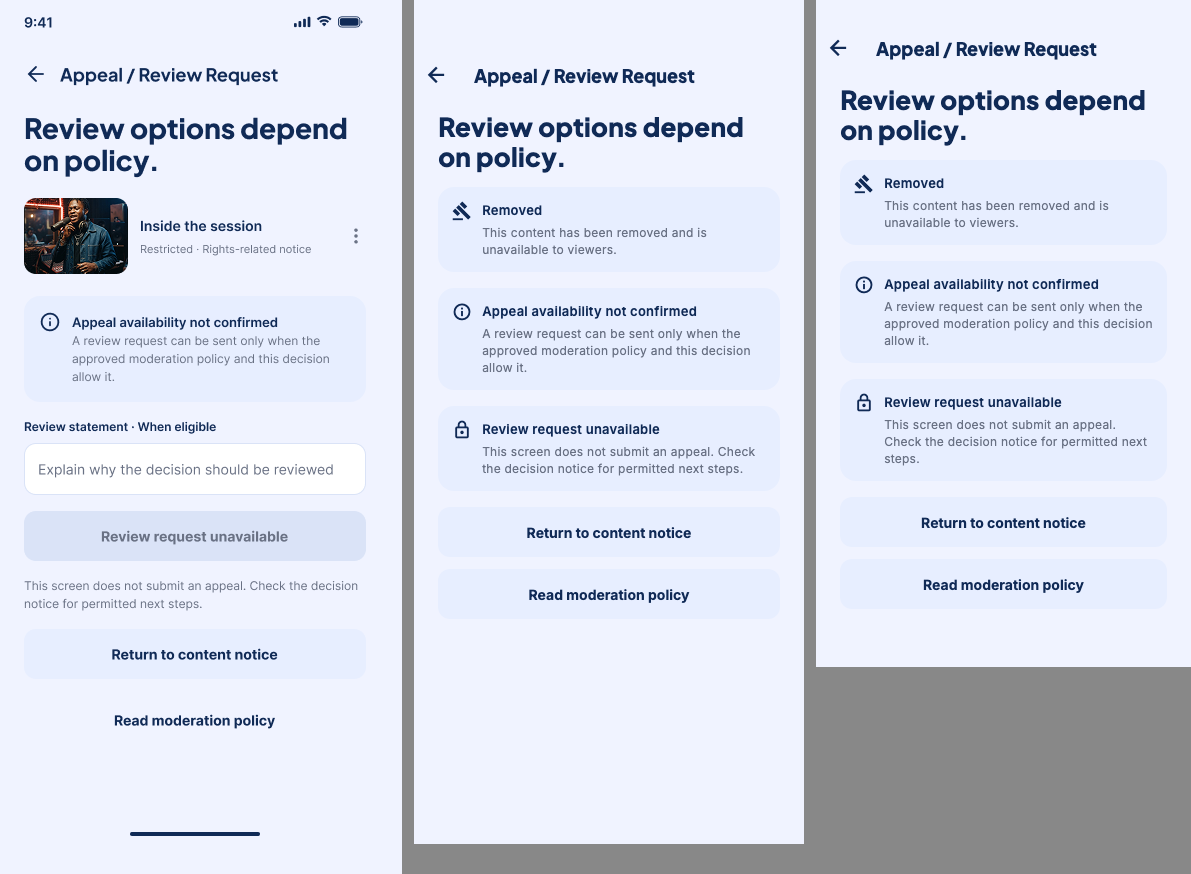 9:41
Appeal / Review Request
Review options depend
on policy.
Inside the session
Restricted · Rights-related notice
Appeal availability not confirmed
A review request can be sent only when the
approved moderation policy and this decision
allow it.
Review statement · When eligible
Explain why the decision should be reviewed
Review request unavailable
This screen does not submit an appeal. Check the decision
notice for permitted next steps.
Return to content notice
Read moderation policy
Appeal / Review Request
Review options depend
on policy.
Removed
This content has been removed and is
unavailable to viewers.
Appeal availability not confirmed
A review request can be sent only when the
approved moderation policy and this decision
allow it.
Review request unavailable
This screen does not submit an appeal. Check
the decision notice for permitted next steps.
Return to content notice
Read moderation policy
Appeal / Review Request
Review options depend
on policy.
Removed
This content has been removed and is
unavailable to viewers.
Appeal availability not confirmed
A review request can be sent only when the
approved moderation policy and this decision
allow it.
Review request unavailable
This screen does not submit an appeal.
Check the decision notice for permitted next
steps.
Return to content notice
Read moderation policy